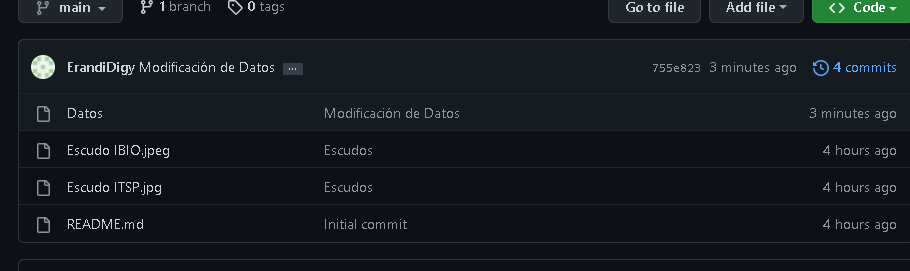 main 1 branch 0 tags Go to file Add file Code
ErandiDigy Modificación de Datos ... 755e823 3 minutes ago 4 commits
Datos Modificación de Datos 3 minutes ago
Escudo IBIO.jpeg Escudos 4 hours ago
Escudo ITSP.jpg Escudos 4 hours ago
README.md Initial commit 4 hours ago